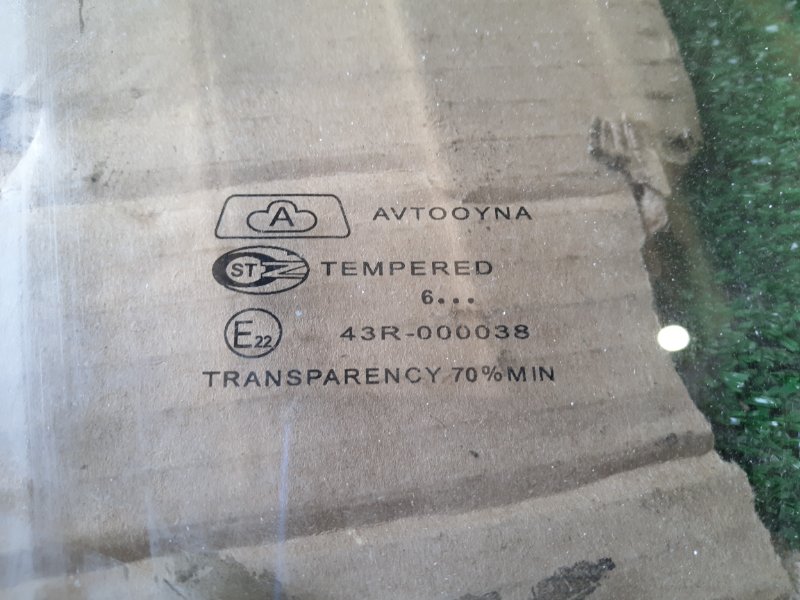 A AVTOOYNA
ST TEMPERED
6...
E22 43R-000038
TRANSPARENCY 70%MIN